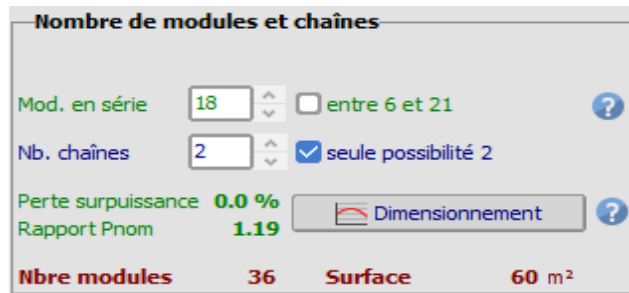 Nombre de modules et chaînes
Mod. en série 18 entre 6 et 21 ?
Nb. chaînes 2 seule possibilité 2
Perte surpuissance 0.0 % Dimensionnement ?
Rapport Pnom 1.19
Nbre modules 36 Surface 60 m²